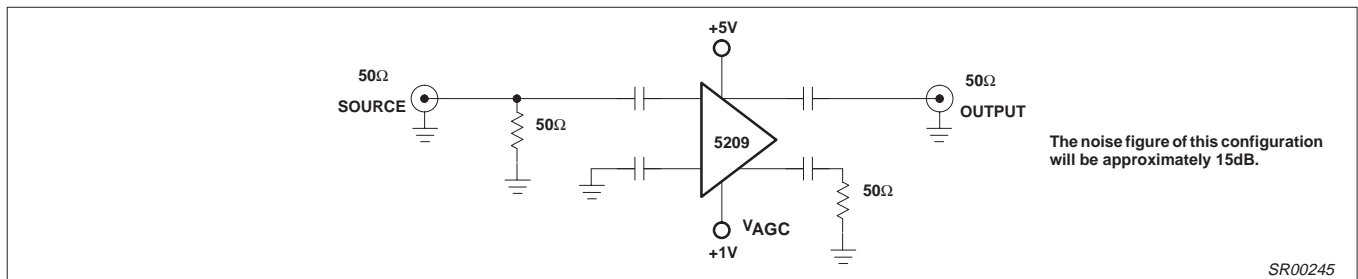 +5V
50Ω
50Ω
SOURCE
OUTPUT
50Ω
5209
The noise figure of this configuration
will be approximately 15dB.
50Ω
VAGC
+1V
SR00245